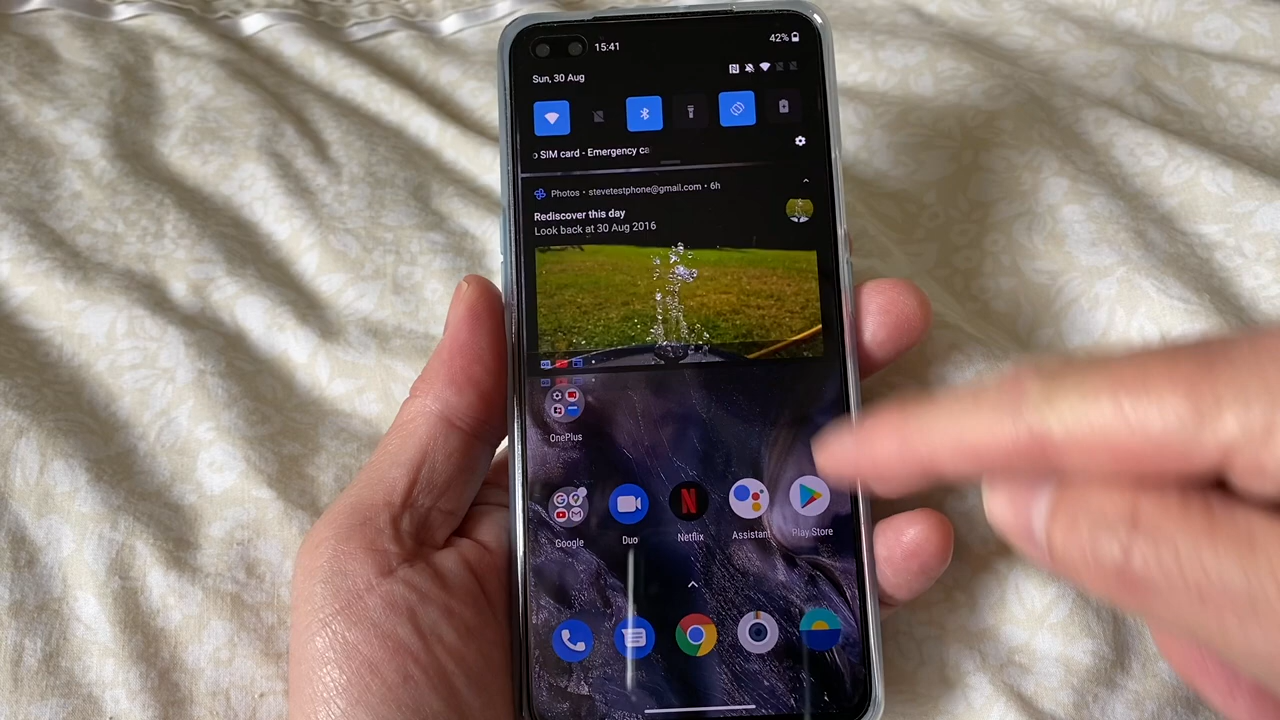 15:41
42%
Sun, 30 Aug
SIM card - Emergency ca
Photos • stevetestphone@gmail.com • 6h
Rediscover this day
Look back at 30 Aug 2016
OnePlus
Google
Duo
Netflix
Assistant
Play Store